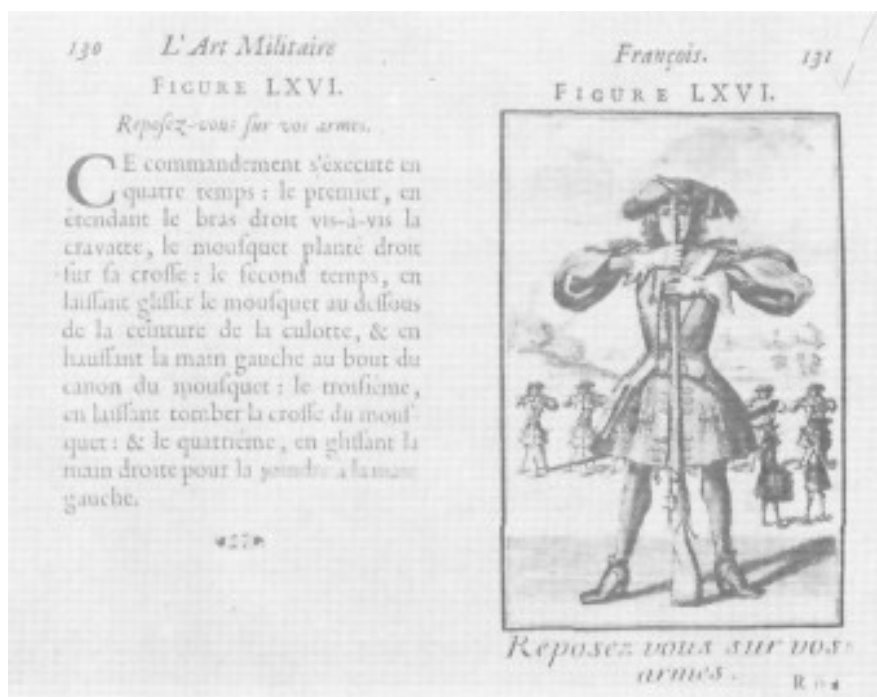 130 L'Art Militaire
FIGURE LXVI.
Reposez-vous ſur vos armes.
CE commandement s'éxecute en
quatre temps : le premier, en
étendant le bras droit vis-à-vis la
cravatte, le mouſquet planté droit
ſur ſa croſſe : le ſecond temps, en
laiſſant gliſſer le mouſquet au deſſous
de la ceinture de la culotte, & en
hauſſant la main gauche au bout du
canon du mouſquet : le troiſiéme,
en laiſſant tomber la croſſe du mouſ-
quet : & le quatriéme, en gliſſant la
main droite pour la joindre à la main
gauche.
François. 131
FIGURE LXVI.
Reposez vous sur vos
armes.